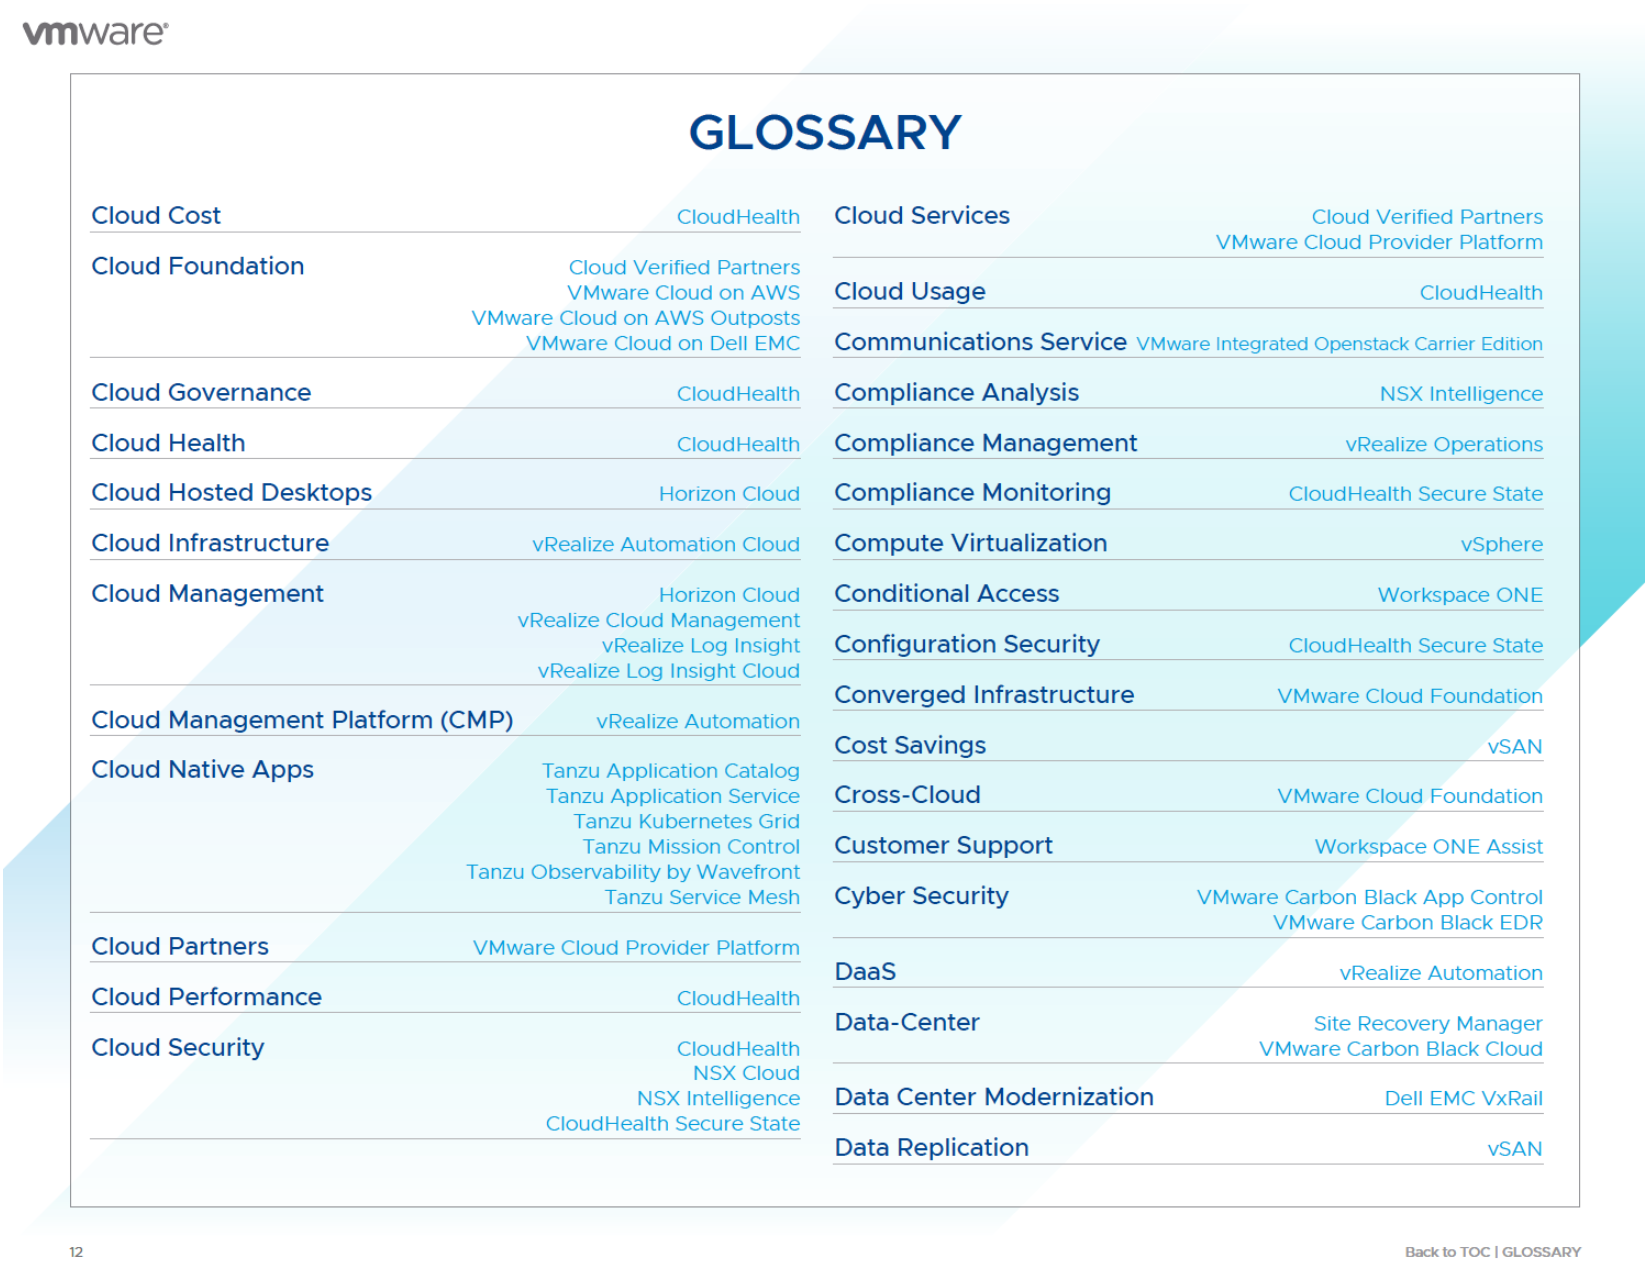 vmware®
GLOSSARY
Cloud Cost CloudHealth
Cloud Foundation Cloud Verified Partners
VMware Cloud on AWS
VMware Cloud on AWS Outposts
VMware Cloud on Dell EMC
Cloud Governance CloudHealth
Cloud Health CloudHealth
Cloud Hosted Desktops Horizon Cloud
Cloud Infrastructure vRealize Automation Cloud
Cloud Management Horizon Cloud
vRealize Cloud Management
vRealize Log Insight
vRealize Log Insight Cloud
Cloud Management Platform (CMP) vRealize Automation
Cloud Native Apps Tanzu Application Catalog
Tanzu Application Service
Tanzu Kubernetes Grid
Tanzu Mission Control
Tanzu Observability by Wavefront
Tanzu Service Mesh
Cloud Partners VMware Cloud Provider Platform
Cloud Performance CloudHealth
Cloud Security CloudHealth
NSX Cloud
NSX Intelligence
CloudHealth Secure State
Cloud Services Cloud Verified Partners
VMware Cloud Provider Platform
Cloud Usage CloudHealth
Communications Service VMware Integrated Openstack Carrier Edition
Compliance Analysis NSX Intelligence
Compliance Management vRealize Operations
Compliance Monitoring CloudHealth Secure State
Compute Virtualization vSphere
Conditional Access Workspace ONE
Configuration Security CloudHealth Secure State
Converged Infrastructure VMware Cloud Foundation
Cost Savings vSAN
Cross-Cloud VMware Cloud Foundation
Customer Support Workspace ONE Assist
Cyber Security VMware Carbon Black App Control
VMware Carbon Black EDR
DaaS vRealize Automation
Data-Center Site Recovery Manager
VMware Carbon Black Cloud
Data Center Modernization Dell EMC VxRail
Data Replication vSAN
12 Back to TOC | GLOSSARY